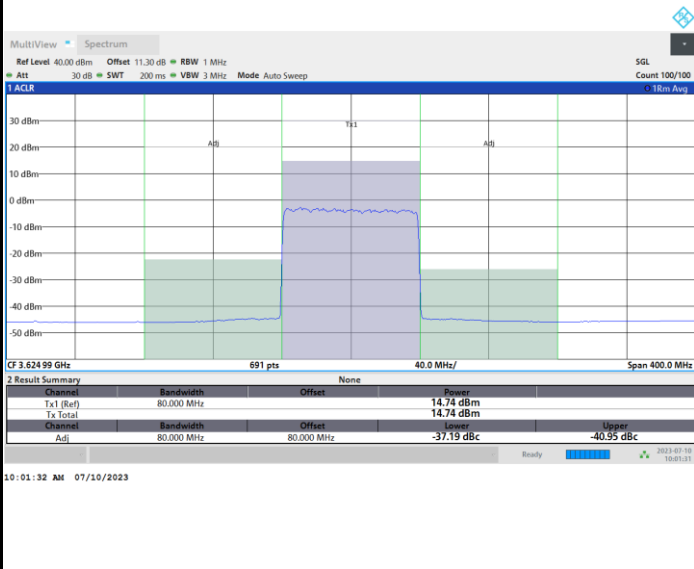 MultiView Spectrum
Ref Level 40.00 dBm Offset 11.30 dB RBW 1 MHz SGL
Att 30 dB SWT 200 ms VBW 3 MHz Mode Auto Sweep Count 100/100
1 ACLR 1Rm Avg
30 dBm
Tx1
20 dBm
Adj Adj
10 dBm
0 dBm
-10 dBm
-20 dBm
-30 dBm
-40 dBm
-50 dBm
CF 3.62499 GHz 691 pts 40.0 MHz/ Span 400.0 MHz
2 Result Summary None
Channel Bandwidth Offset Power
Tx1 (Ref) 80.000 MHz 14.74 dBm
Tx Total 14.74 dBm
Channel Bandwidth Offset Lower Upper
Adj 80.000 MHz 80.000 MHz -37.19 dBc -40.95 dBc
Ready 2023-07-10
10:01:31
10:01:32 AM 07/10/2023